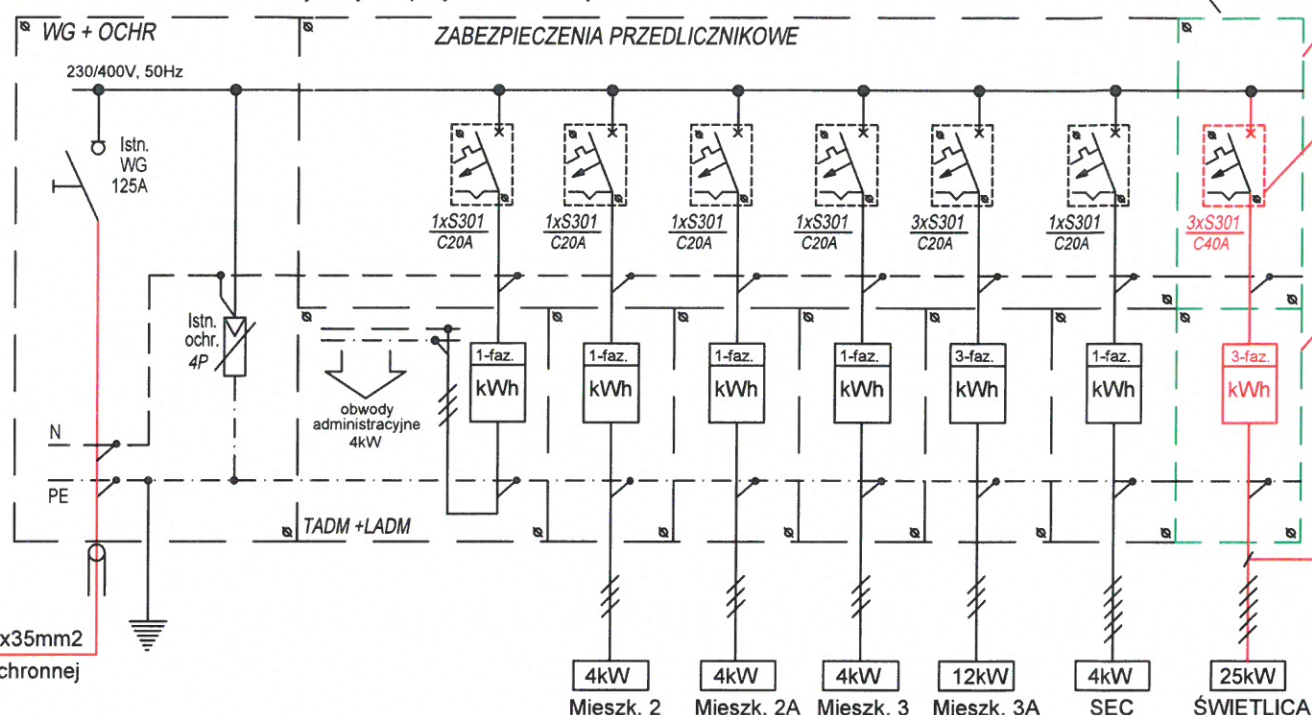 WG + OCHR
ZABEZPIECZENIA PRZEDLICZNIKOWE
230/400V, 50Hz
Istn.
WG
125A
1xS301
C20A
1xS301
C20A
1xS301
C20A
1xS301
C20A
3xS301
C20A
1xS301
C20A
3xS301
C40A
Istn.
ochr.
4P
obwody
administracyjne
4kW
1-faz.
kWh
1-faz.
kWh
1-faz.
kWh
1-faz.
kWh
3-faz.
kWh
1-faz.
kWh
3-faz.
kWh
N
PE
TADM +LADM
x35mm2
chronnej
4kW
Mieszk. 2
4kW
Mieszk. 2A
4kW
Mieszk. 3
12kW
Mieszk. 3A
4kW
SEC
25kW
ŚWIETLICA